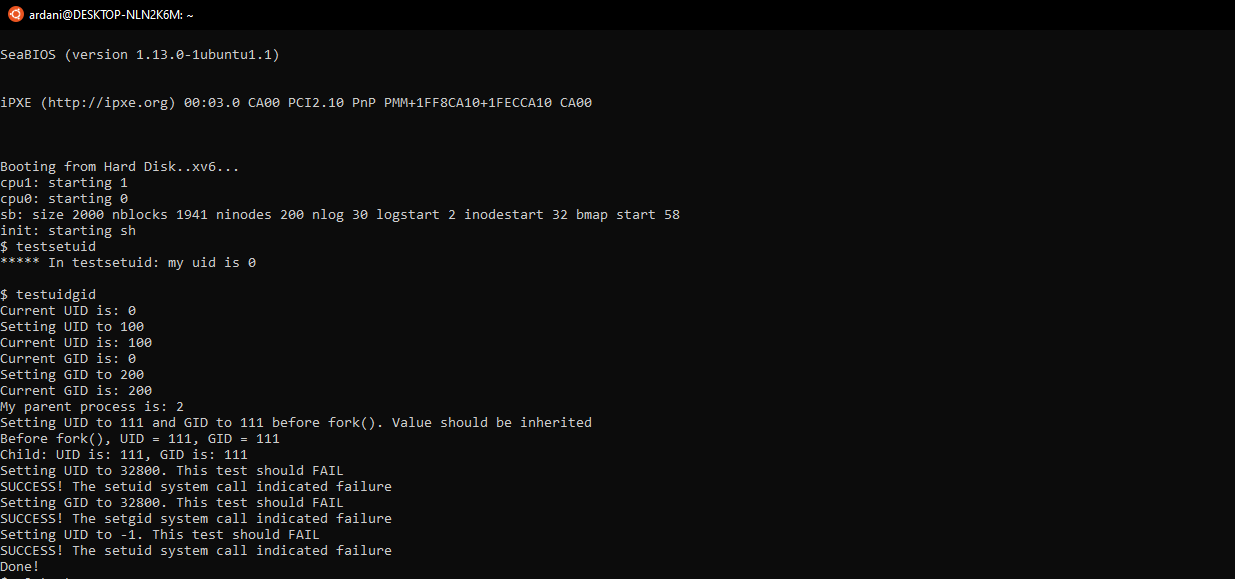 ardani@DESKTOP-NLN2K6M: ~
SeaBIOS (version 1.13.0-1ubuntu1.1)
iPXE (http://ipxe.org) 00:03.0 CA00 PCI2.10 PnP PMM+1FF8CA10+1FECCA10 CA00
Booting from Hard Disk..xv6...
cpu1: starting 1
cpu0: starting 0
sb: size 2000 nblocks 1941 ninodes 200 nlog 30 logstart 2 inodestart 32 bmap start 58
init: starting sh
$ testsetuid
***** In testsetuid: my uid is 0
$ testuidgid
Current UID is: 0
Setting UID to 100
Current UID is: 100
Current GID is: 0
Setting GID to 200
Current GID is: 200
My parent process is: 2
Setting UID to 111 and GID to 111 before fork(). Value should be inherited
Before fork(), UID = 111, GID = 111
Child: UID is: 111, GID is: 111
Setting UID to 32800. This test should FAIL
SUCCESS! The setuid system call indicated failure
Setting GID to 32800. This test should FAIL
SUCCESS! The setgid system call indicated failure
Setting UID to -1. This test should FAIL
SUCCESS! The setuid system call indicated failure
Done!